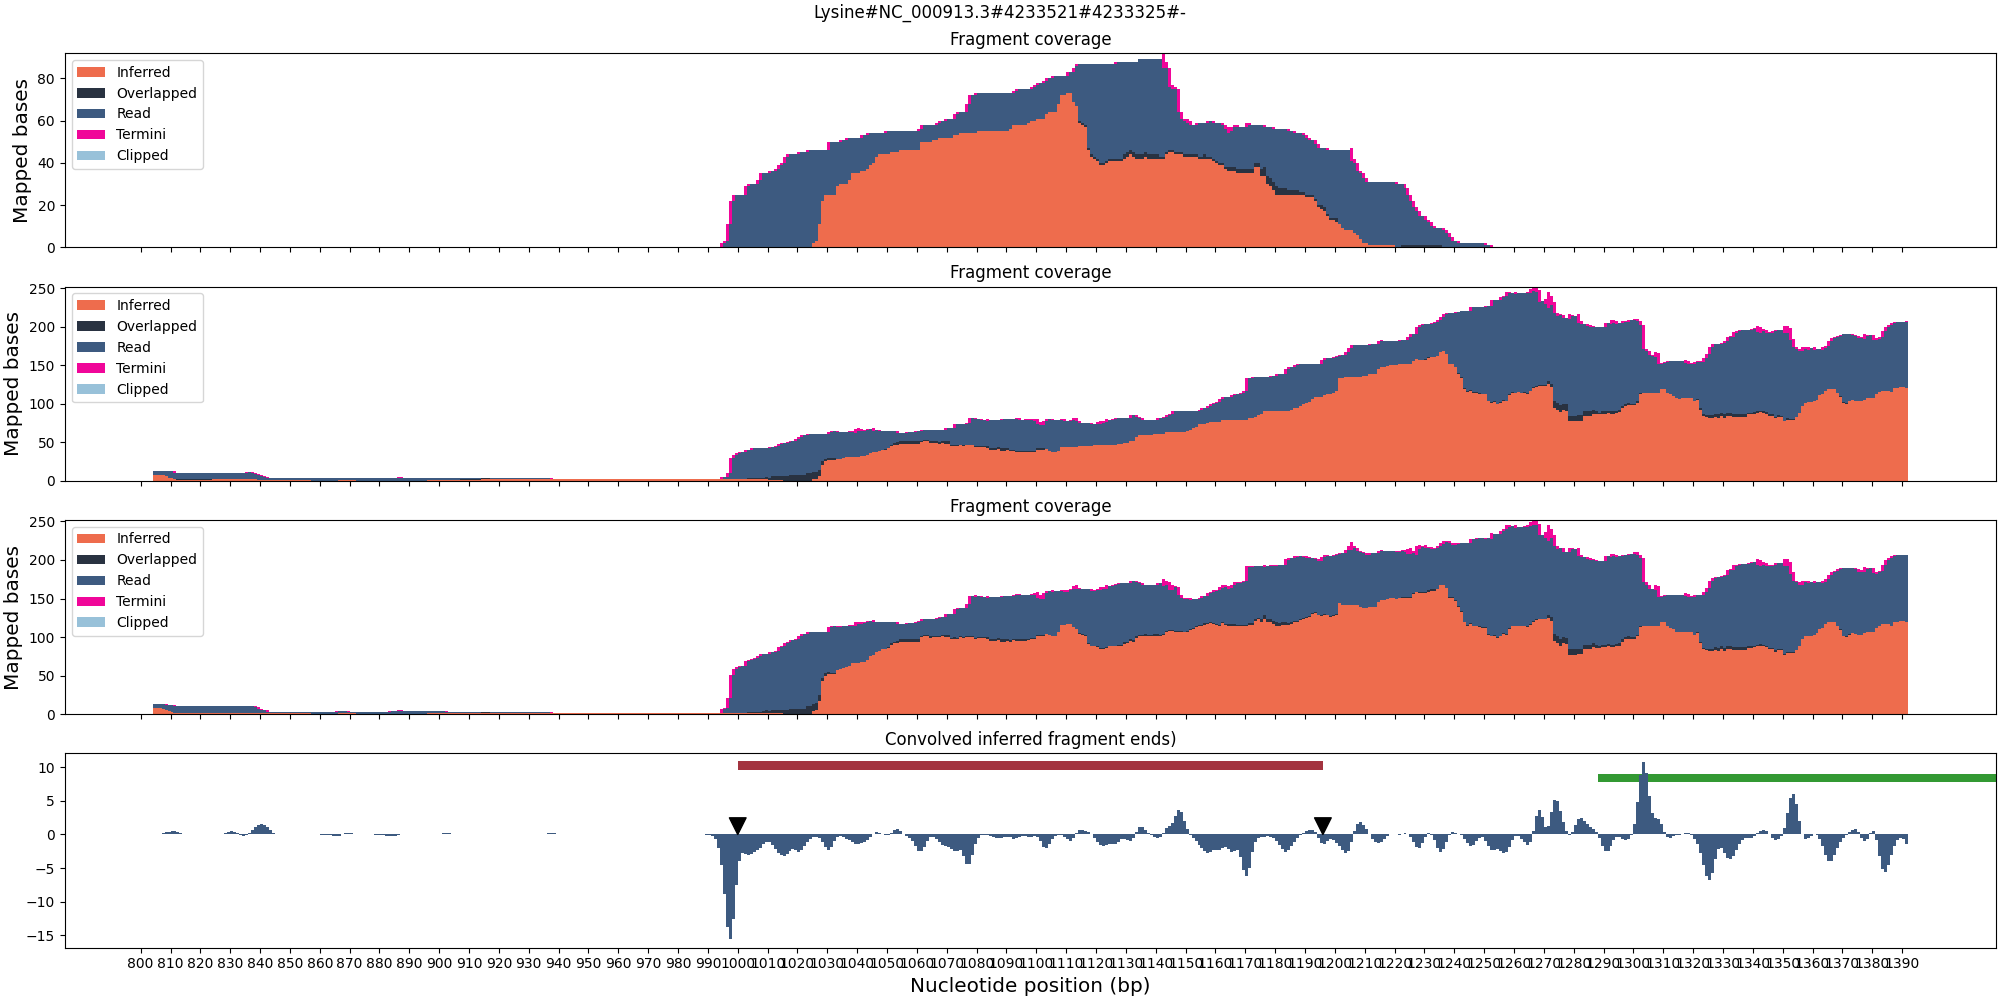 Lysine#NC_000913.3#4233521#4233325#-
Fragment coverage
Mapped bases
80
60
40
20
0
Inferred
Overlapped
Read
Termini
Clipped
Fragment coverage
Mapped bases
250
200
150
100
50
0
Inferred
Overlapped
Read
Termini
Clipped
Fragment coverage
Mapped bases
250
200
150
100
50
0
Inferred
Overlapped
Read
Termini
Clipped
Convolved inferred fragment ends)
10
5
0
−5
−10
−15
800 810 820 830 840 850 860 870 880 890 900 910 920 930 940 950 960 970 980 990 1000 1010 1020 1030 1040 1050 1060 1070 1080 1090 1100 1110 1120 1130 1140 1150 1160 1170 1180 1190 1200 1210 1220 1230 1240 1250 1260 1270 1280 1290 1300 1310 1320 1330 1340 1350 1360 1370 1380 1390
Nucleotide position (bp)